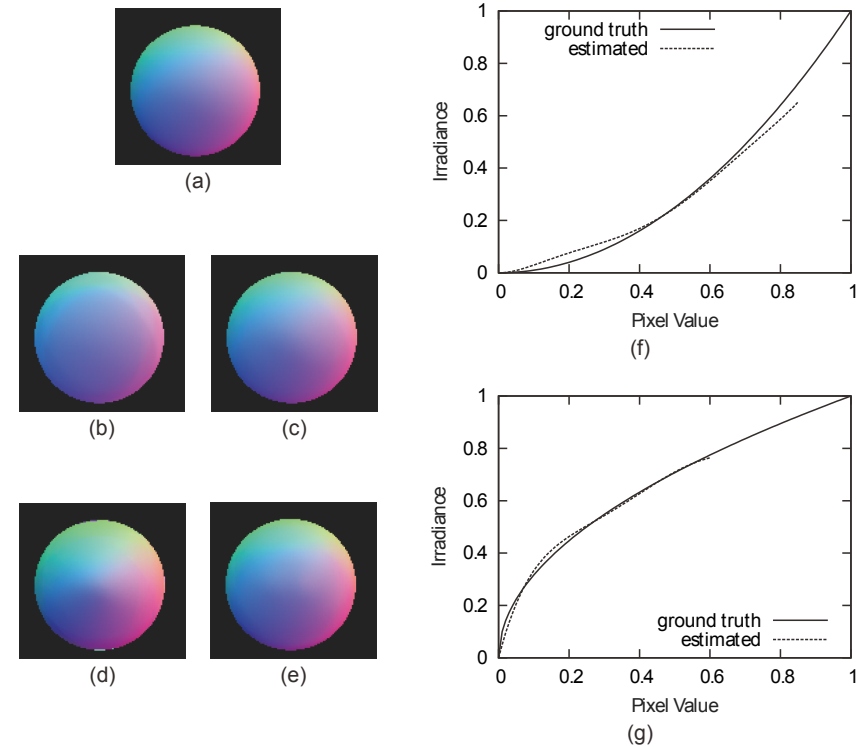 (a)
(b)
(c)
(d)
(e)
1
0.8
0.6
0.4
0.2
0
Irradiance
ground truth
estimated
0 0.2 0.4 0.6 0.8 1
Pixel Value
(f)
1
0.8
0.6
0.4
0.2
0
Irradiance
ground truth
estimated
0 0.2 0.4 0.6 0.8 1
Pixel Value
(g)